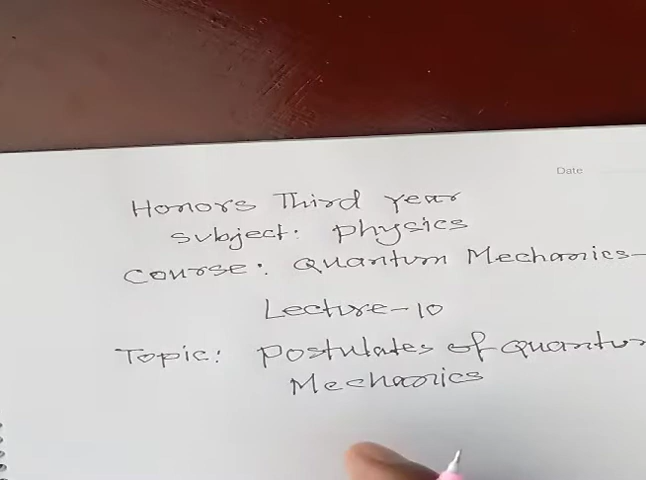 Date
Honors Third Year
Subject: Physics
Course: Quantum Mechanics-
Lecture-10
Topic: Postulates of Quantum
Mechanics